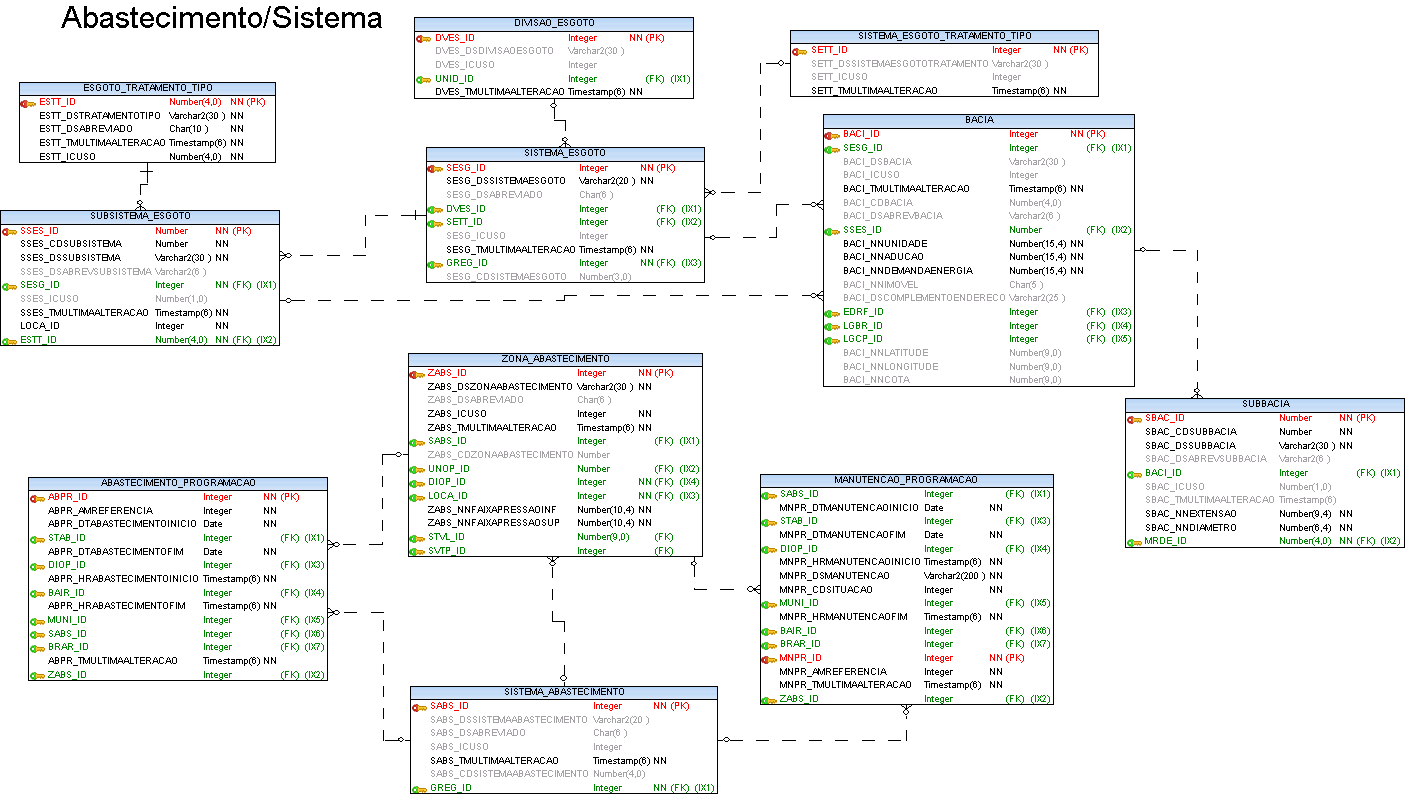 Abastecimento/Sistema
DIVISAO_ESGOTO
DVES_ID Integer NN (PK)
DVES_DSDIVISAOESGOTO Varchar2(30 )
DVES_ICUSO Integer
UNID_ID Integer (FK) (IX1)
DVES_TMULTIMAALTERACAO Timestamp(6) NN
SISTEMA_ESGOTO_TRATAMENTO_TIPO
SETT_ID Integer NN (PK)
SETT_DSSISTEMAESGOTOTRATAMENTO Varchar2(30 )
SETT_ICUSO Integer
SETT_TMULTIMAALTERACAO Timestamp(6) NN
ESGOTO_TRATAMENTO_TIPO
ESTT_ID Number(4,0) NN (PK)
ESTT_DSTRATAMENTOTIPO Varchar2(30 ) NN
ESTT_DSABREVIADO Char(10 ) NN
ESTT_TMULTIMAALTERACAO Timestamp(6) NN
ESTT_ICUSO Number(4,0) NN
BACIA
BACI_ID Integer NN (PK)
SESG_ID Integer (FK) (IX1)
BACI_DSBACIA Varchar2(30 )
BACI_ICUSO Integer
BACI_TMULTIMAALTERACAO Timestamp(6) NN
BACI_CDBACIA Number(4,0)
BACI_DSABREVBACIA Varchar2(6 )
SSES_ID Number (FK) (IX2)
BACI_NNUNIDADE Number(15,4) NN
BACI_NNADUCAO Number(15,4) NN
BACI_NNDEMANDAENERGIA Number(15,4) NN
BACI_NNIMOVEL Char(5 )
BACI_DSCOMPLEMENTOENDERECO Varchar2(25 )
EDRF_ID Integer (FK) (IX3)
LGBR_ID Integer (FK) (IX4)
LGCP_ID Integer (FK) (IX5)
BACI_NNLATITUDE Number(9,0)
BACI_NNLONGITUDE Number(9,0)
BACI_NNCOTA Number(9,0)
SISTEMA_ESGOTO
SESG_ID Integer NN (PK)
SESG_DSSISTEMAESGOTO Varchar2(20 ) NN
SESG_DSABREVIADO Char(6 )
DVES_ID Integer (FK) (IX1)
SETT_ID Integer (FK) (IX2)
SESG_ICUSO Integer
SESG_TMULTIMAALTERACAO Timestamp(6) NN
GREG_ID Integer NN (FK) (IX3)
SESG_CDSISTEMAESGOTO Number(3,0)
SUBSISTEMA_ESGOTO
SSES_ID Number NN (PK)
SSES_CDSUBSISTEMA Number NN
SSES_DSSUBSISTEMA Varchar2(30 ) NN
SSES_DSABREVSUBSISTEMA Varchar2(6 )
SESG_ID Integer NN (FK) (IX1)
SSES_ICUSO Number(1,0)
SSES_TMULTIMAALTERACAO Timestamp(6) NN
LOCA_ID Integer NN
ESTT_ID Number(4,0) NN (FK) (IX2)
ZONA_ABASTECIMENTO
ZABS_ID Integer NN (PK)
ZABS_DSZONAABASTECIMENTO Varchar2(30 ) NN
ZABS_DSABREVIADO Char(6 )
ZABS_ICUSO Integer NN
ZABS_TMULTIMAALTERACAO Timestamp(6) NN
SABS_ID Integer (FK) (IX1)
ZABS_CDZONAABASTECIMENTO Number
UNOP_ID Number (FK) (IX2)
DIOP_ID Integer NN (FK) (IX4)
LOCA_ID Integer NN (FK) (IX3)
ZABS_NNFAIXAPRESSAOINF Number(10,4) NN
ZABS_NNFAIXAPRESSAOSUP Number(10,4) NN
STVL_ID Number(9,0) (FK)
SVTP_ID Integer (FK)
SUBBACIA
SBAC_ID Number NN (PK)
SBAC_CDSUBBACIA Number NN
SBAC_DSSUBBACIA Varchar2(30 ) NN
SBAC_DSABREVSUBBACIA Varchar2(6 )
BACI_ID Integer (FK) (IX1)
SBAC_ICUSO Number(1,0)
SBAC_TMULTIMAALTERACAO Timestamp(6)
SBAC_NNEXTENSAO Number(9,4) NN
SBAC_NNDIAMETRO Number(6,4) NN
MRDE_ID Number(4,0) NN (FK) (IX2)
ABASTECIMENTO_PROGRAMACAO
ABPR_ID Integer NN (PK)
ABPR_AMREFERENCIA Integer NN
ABPR_DTABASTECIMENTOINICIO Date NN
STAB_ID Integer (FK) (IX1)
ABPR_DTABASTECIMENTOFIM Date NN
DIOP_ID Integer (FK) (IX3)
ABPR_HRABASTECIMENTOINICIO Timestamp(6) NN
BAIR_ID Integer (FK) (IX4)
ABPR_HRABASTECIMENTOFIM Timestamp(6) NN
MUNI_ID Integer (FK) (IX5)
SABS_ID Integer (FK) (IX6)
BRAR_ID Integer (FK) (IX7)
ABPR_TMULTIMAALTERACAO Timestamp(6) NN
ZABS_ID Integer (FK) (IX2)
MANUTENCAO_PROGRAMACAO
SABS_ID Integer (FK) (IX1)
MNPR_DTMANUTENCAOINICIO Date NN
STAB_ID Integer (FK) (IX3)
MNPR_DTMANUTENCAOFIM Date NN
DIOP_ID Integer (FK) (IX4)
MNPR_HRMANUTENCAOINICIO Timestamp(6) NN
MNPR_DSMANUTENCAO Varchar2(200 ) NN
MNPR_CDSITUACAO Integer NN
MUNI_ID Integer (FK) (IX5)
MNPR_HRMANUTENCAOFIM Timestamp(6) NN
BAIR_ID Integer (FK) (IX6)
BRAR_ID Integer (FK) (IX7)
MNPR_ID Integer NN (PK)
MNPR_AMREFERENCIA Integer NN
MNPR_TMULTIMAALTERACAO Timestamp(6) NN
ZABS_ID Integer (FK) (IX2)
SISTEMA_ABASTECIMENTO
SABS_ID Integer NN (PK)
SABS_DSSISTEMAABASTECIMENTO Varchar2(20 )
SABS_DSABREVIADO Char(6 )
SABS_ICUSO Integer
SABS_TMULTIMAALTERACAO Timestamp(6) NN
SABS_CDSISTEMAABASTECIMENTO Number(4,0)
GREG_ID Integer NN (FK) (IX1)